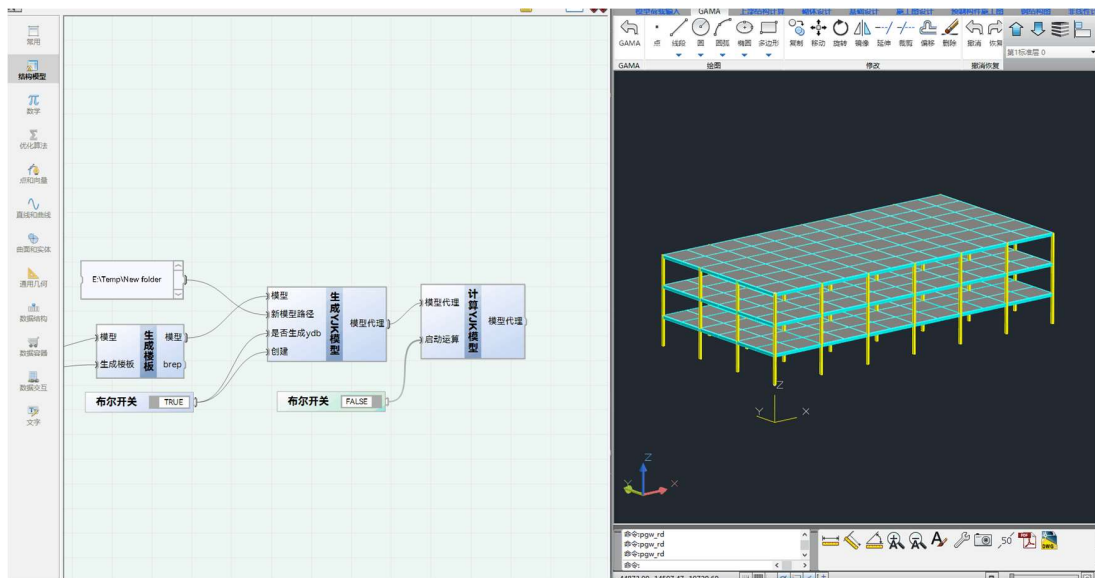 常用
结构模型
数学
优化算法
点和向量
直线和曲线
曲面和实体
通用几何
数据结构
数据容器
数据交互
文字
E:\Temp\New folder
模型
生成楼板
生成楼板
模型
brep
布尔开关
TRUE
模型
新模型路径
是否生成ydb
创建
生成YJK模型
模型代理
布尔开关
FALSE
模型代理
启动运算
计算YJK模型
模型代理
GAMA
GAMA
点
线段
圆
圆弧
椭圆
多边形
复制
移动
旋转
镜像
延伸
裁剪
偏移
删除
撤消
恢复
第1标准层 0
GAMA
绘图
修改
撤消恢复
Z
Y
X
Z
Y
X
命令:pgw_rd
命令:pgw_rd
命令:pgw_rd
命令:
50
PDF
DWG